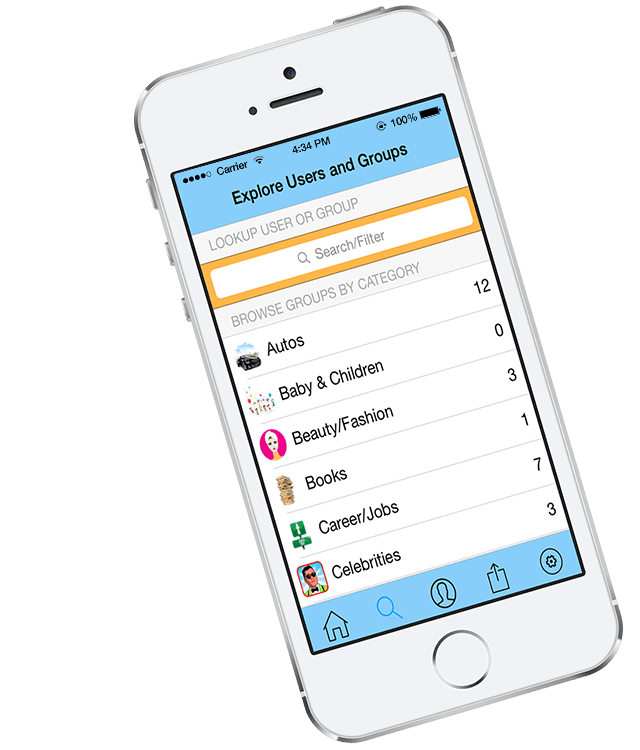 Carrier 4:34 PM 100%
Explore Users and Groups
LOOKUP USER OR GROUP
Search/Filter
BROWSE GROUPS BY CATEGORY
Autos 12
Baby & Children 0
Beauty/Fashion 3
Books 1
Career/Jobs 7
Celebrities 3